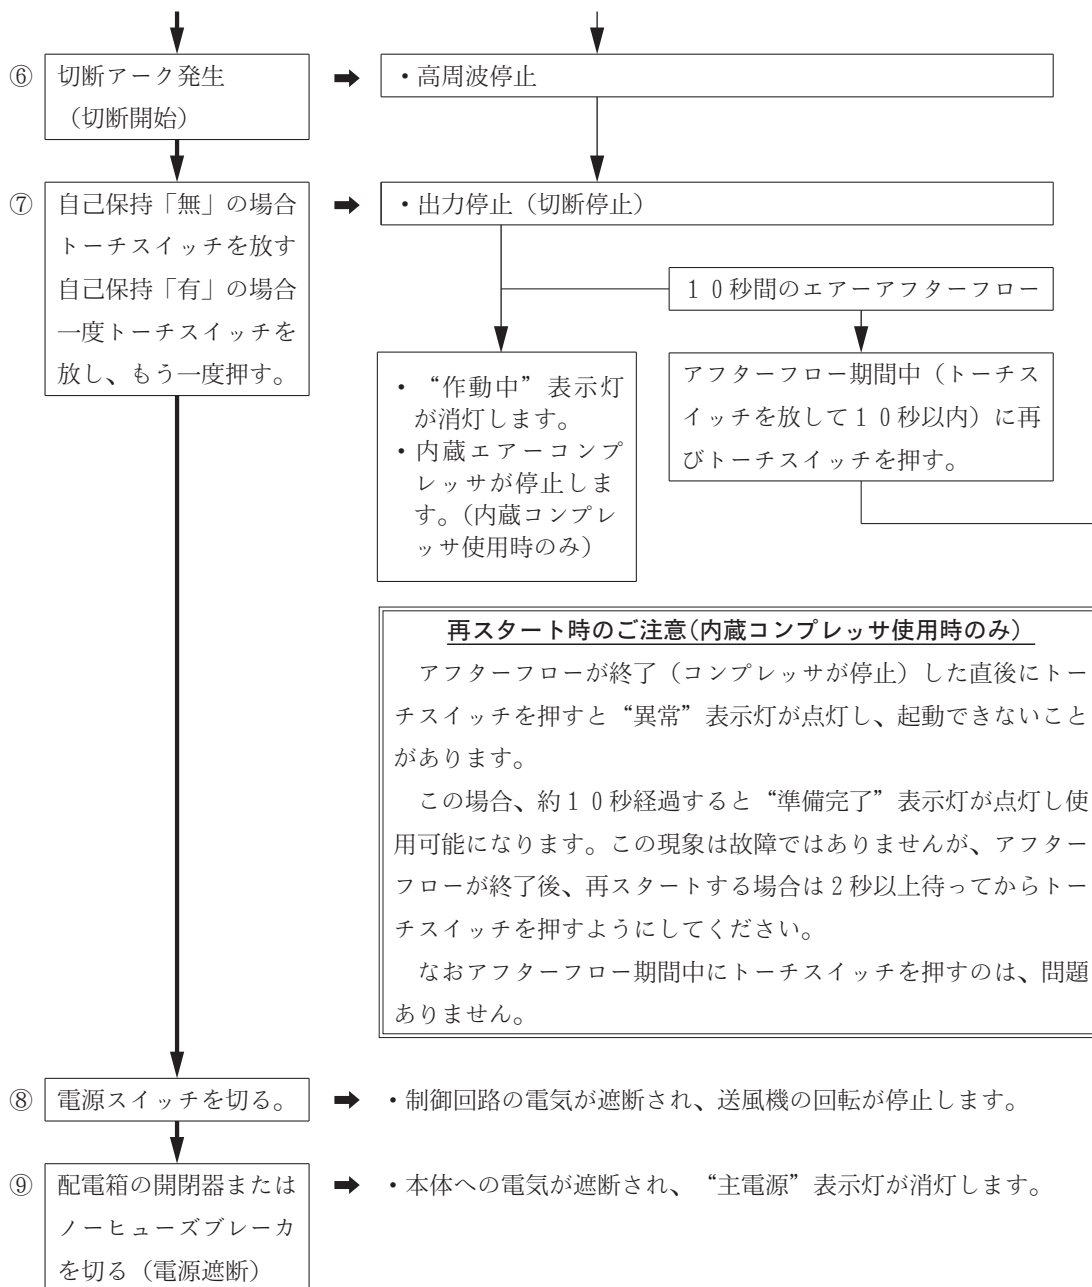 ⑥ 切断アーク発生
（切断開始）
➡ ・高周波停止
⑦ 自己保持「無」の場合
トーチスイッチを放す
自己保持「有」の場合
一度トーチスイッチを
放し、もう一度押す。
➡ ・出力停止（切断停止）
１０秒間のエアーアフターフロー
・“作動中”表示灯
が消灯します。
・内蔵エアーコンプ
レッサが停止しま
す。（内蔵コンプレ
ッサ使用時のみ）
アフターフロー期間中（トーチス
イッチを放して１０秒以内）に再
びトーチスイッチを押す。
再スタート時のご注意（内蔵コンプレッサ使用時のみ）
アフターフローが終了（コンプレッサが停止）した直後にトー
チスイッチを押すと“異常”表示灯が点灯し、起動できないこと
があります。
この場合、約１０秒経過すると“準備完了”表示灯が点灯し使
用可能になります。この現象は故障ではありませんが、アフター
フローが終了後、再スタートする場合は２秒以上待ってからトー
チスイッチを押すようにしてください。
なおアフターフロー期間中にトーチスイッチを押すのは、問題
ありません。
⑧ 電源スイッチを切る。 ➡ ・制御回路の電気が遮断され、送風機の回転が停止します。
⑨ 配電箱の開閉器または
ノーヒューズブレーカ
を切る（電源遮断）
➡ ・本体への電気が遮断され、“主電源”表示灯が消灯します。